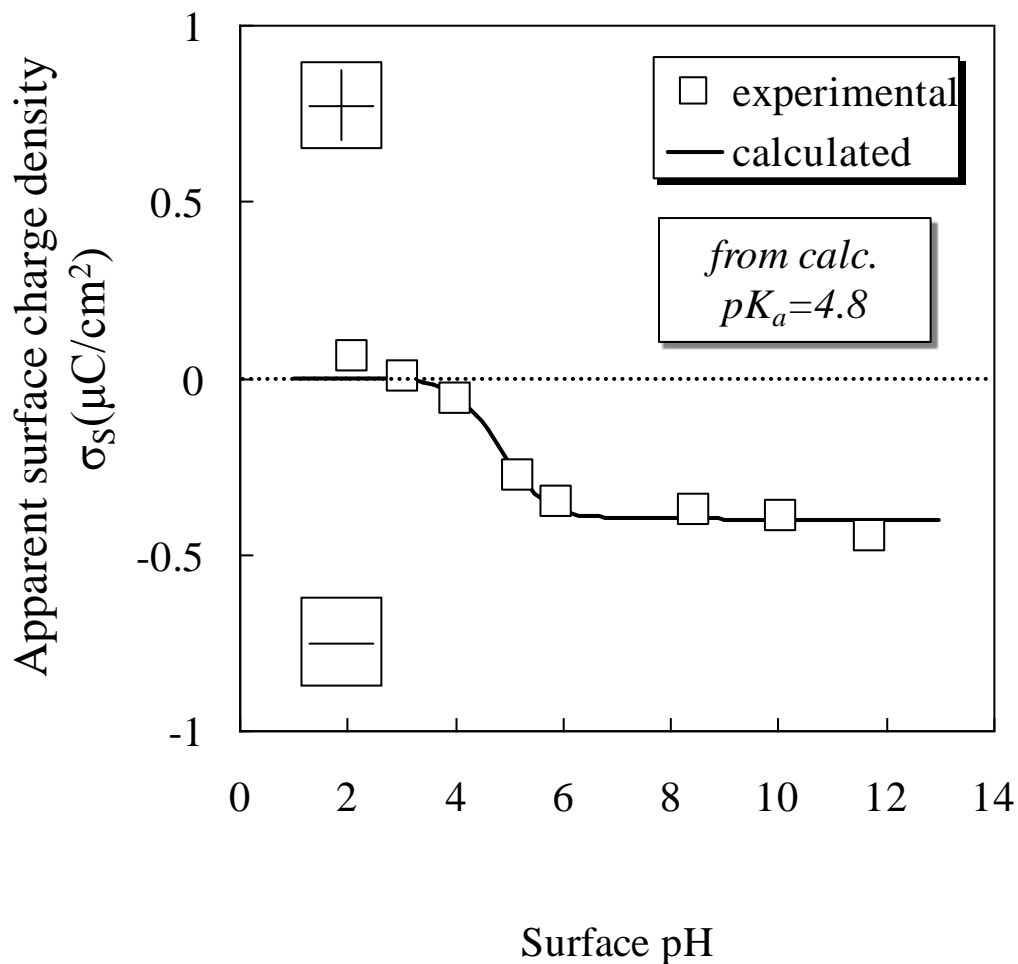 Apparent surface charge density
σS(μC/cm²)
1
0.5
0
-0.5
-1
+
−
experimental
calculated
from calc.
pKa=4.8
0 2 4 6 8 10 12 14
Surface pH